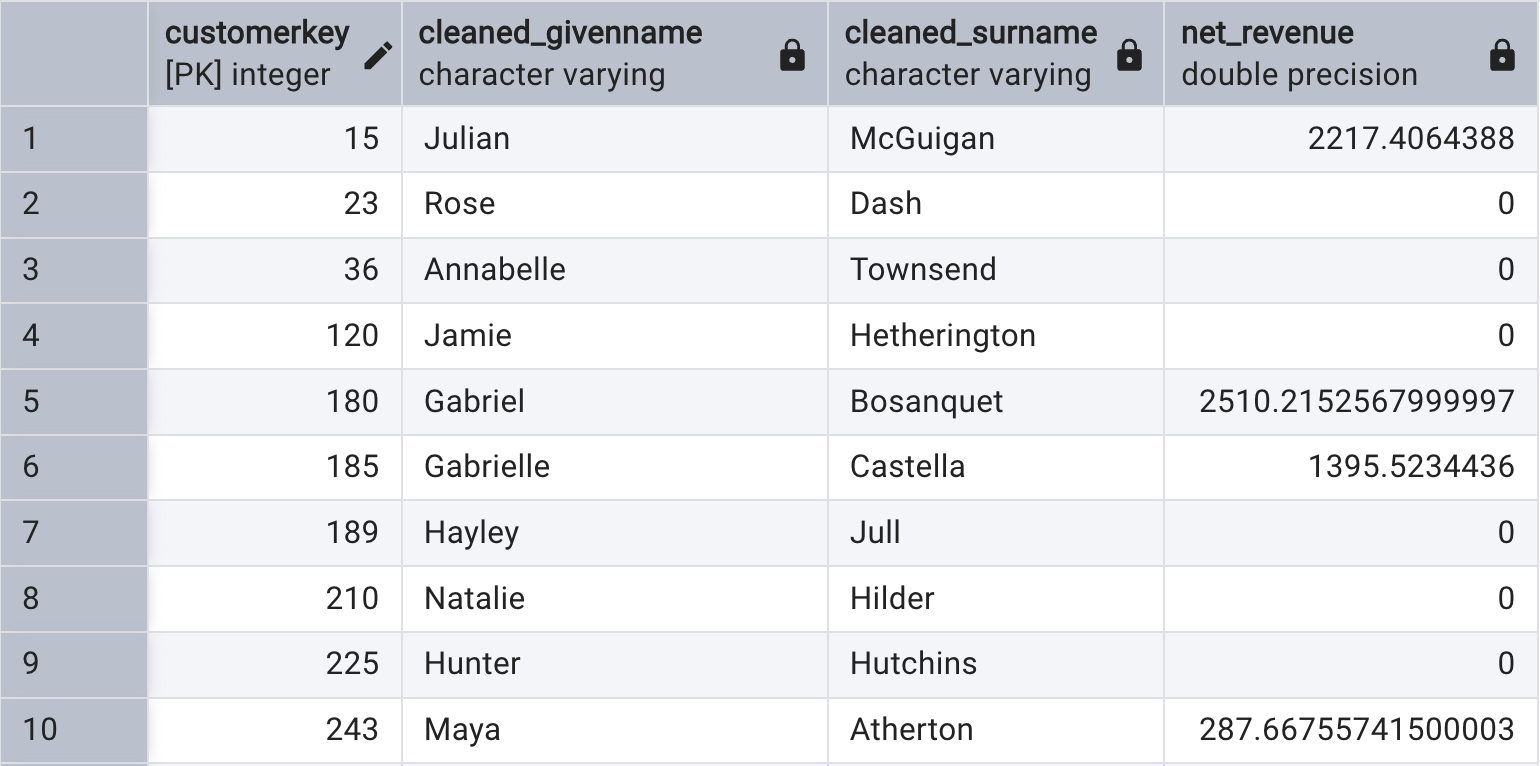 customerkey cleaned_givenname cleaned_surname net_revenue
[PK] integer character varying character varying double precision
1 15 Julian McGuigan 2217.4064388
2 23 Rose Dash 0
3 36 Annabelle Townsend 0
4 120 Jamie Hetherington 0
5 180 Gabriel Bosanquet 2510.2152567999997
6 185 Gabrielle Castella 1395.5234436
7 189 Hayley Jull 0
8 210 Natalie Hilder 0
9 225 Hunter Hutchins 0
10 243 Maya Atherton 287.66755741500003